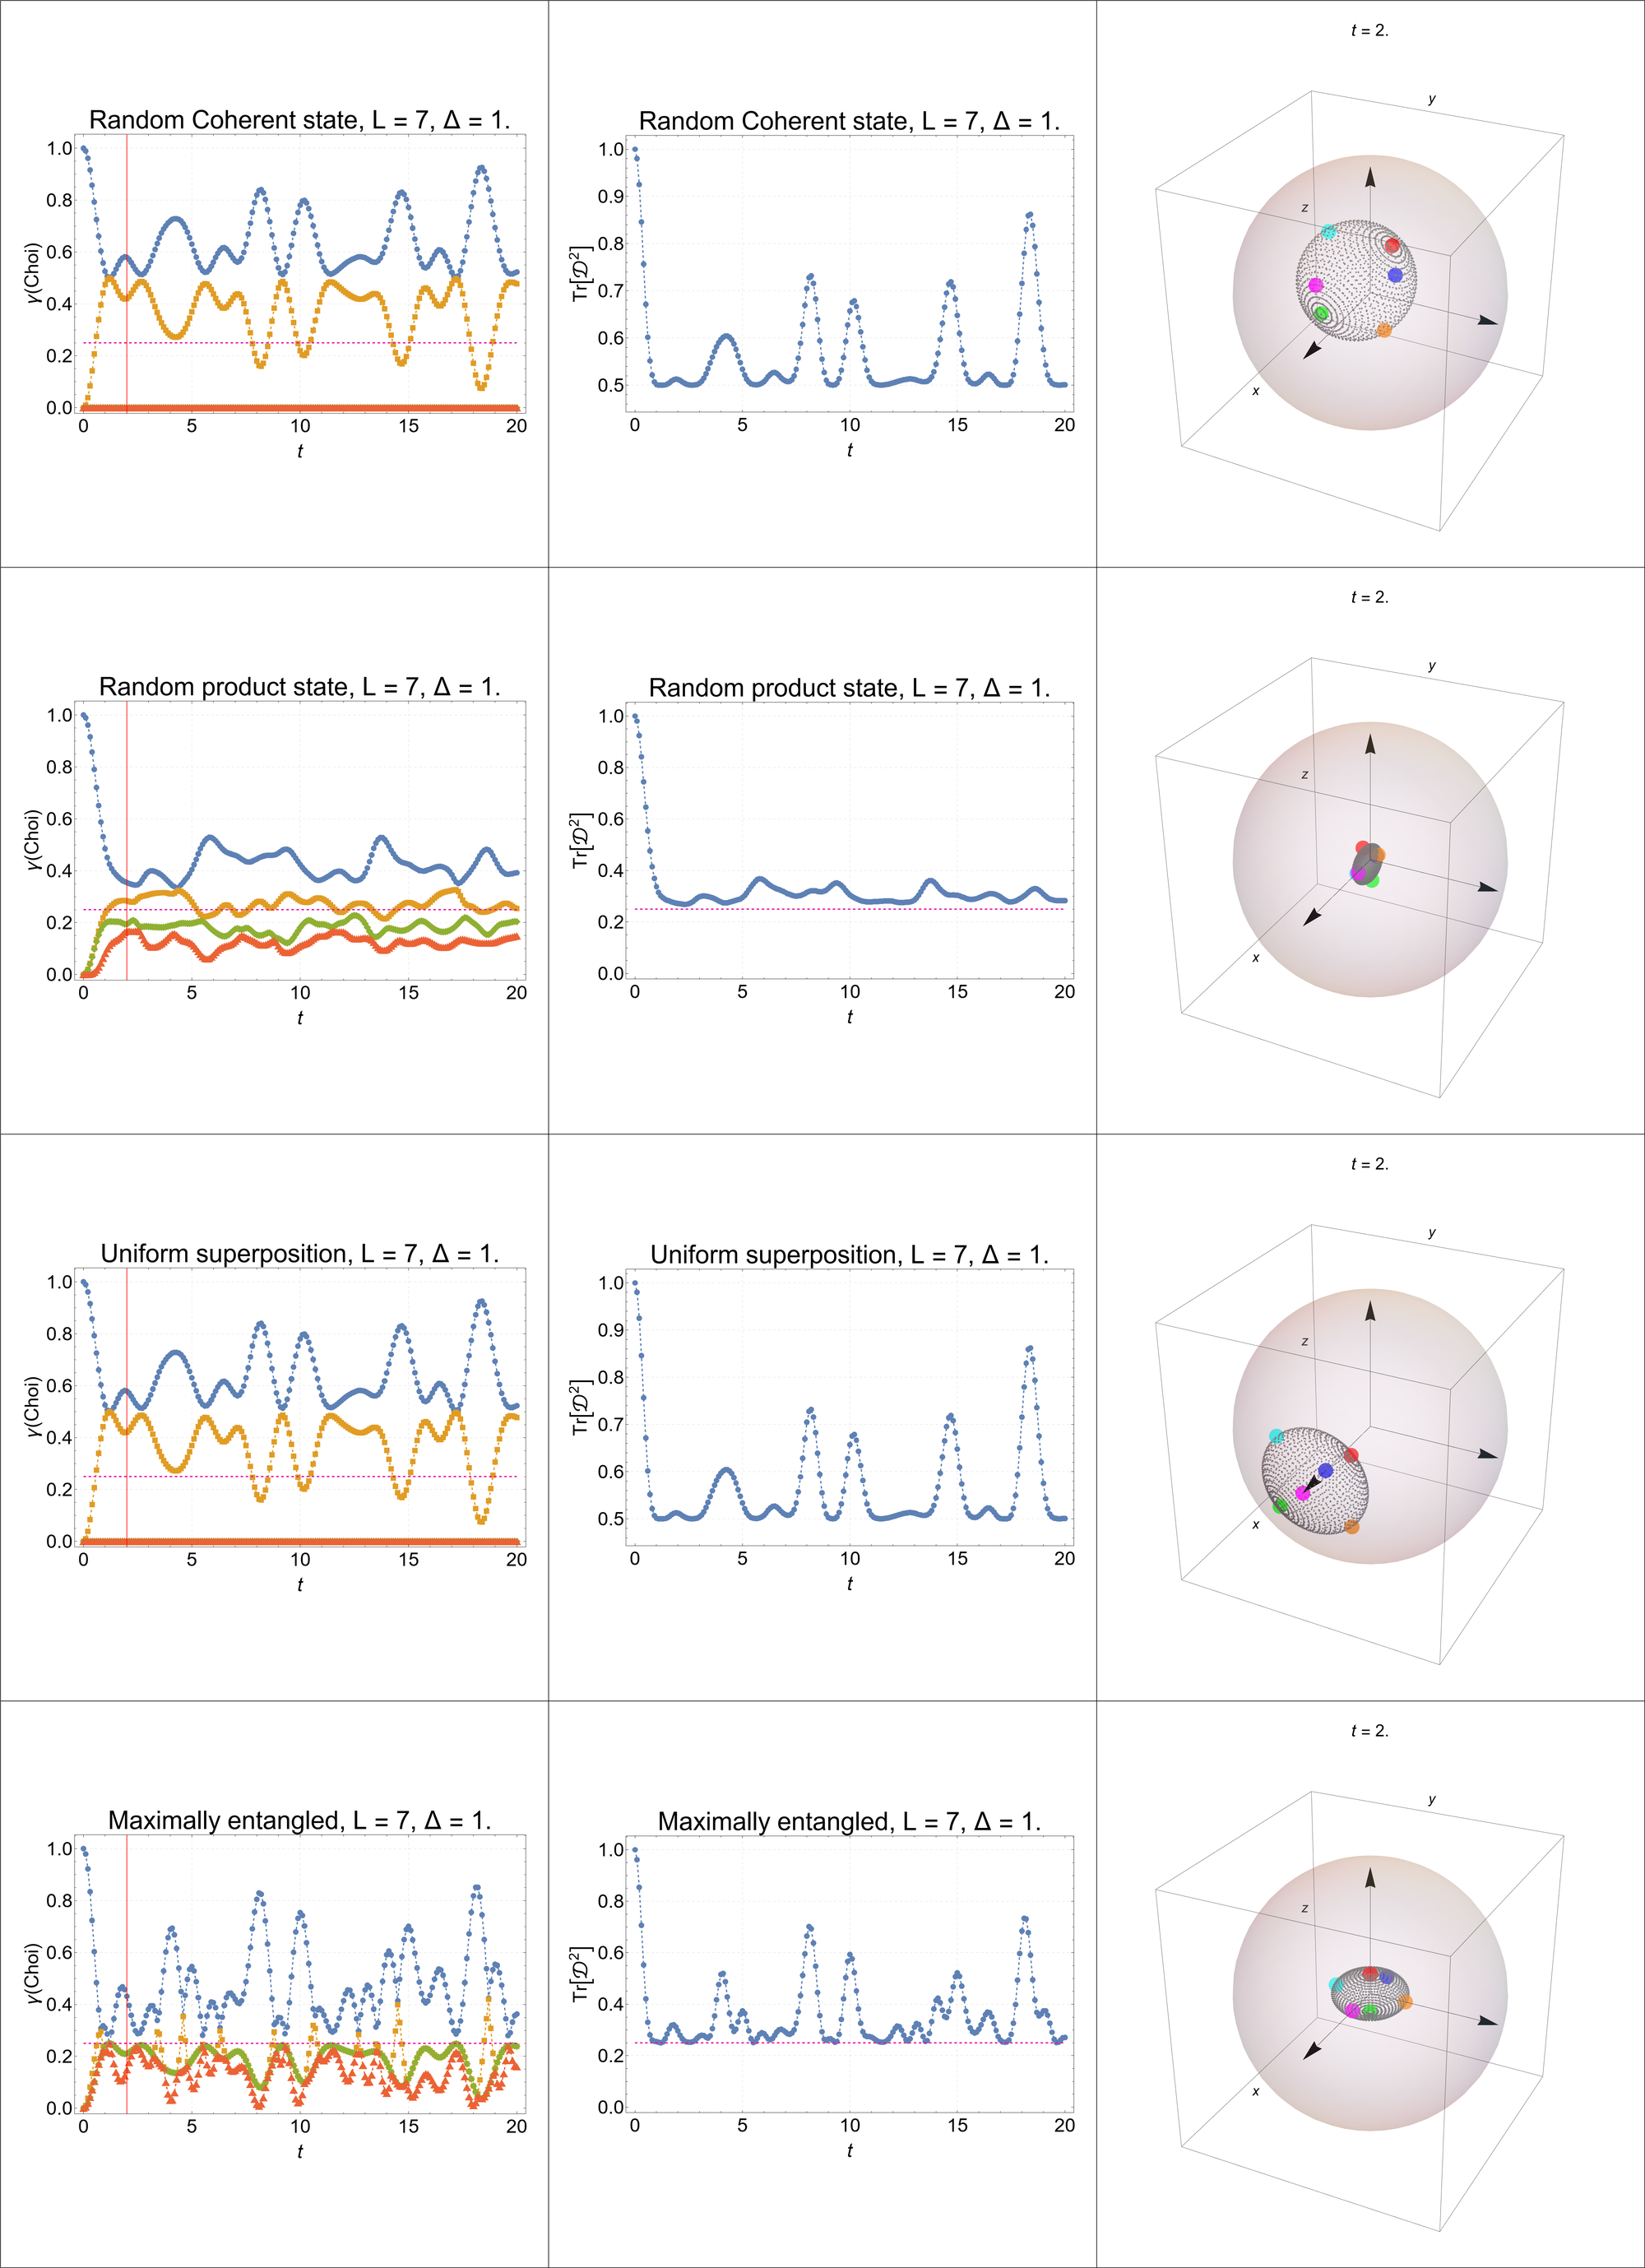 Random Coherent state, L = 7, Δ = 1.
γ(Choi)
1.0
0.8
0.6
0.4
0.2
0.0
0 5 10 15 20
t
Random Coherent state, L = 7, Δ = 1.
Tr[𝒟²]
1.0
0.9
0.8
0.7
0.6
0.5
0 5 10 15 20
t
t = 2.
y
z
x
Random product state, L = 7, Δ = 1.
γ(Choi)
1.0
0.8
0.6
0.4
0.2
0.0
0 5 10 15 20
t
Random product state, L = 7, Δ = 1.
Tr[𝒟²]
1.0
0.8
0.6
0.4
0.2
0.0
0 5 10 15 20
t
t = 2.
y
z
x
Uniform superposition, L = 7, Δ = 1.
γ(Choi)
1.0
0.8
0.6
0.4
0.2
0.0
0 5 10 15 20
t
Uniform superposition, L = 7, Δ = 1.
Tr[𝒟²]
1.0
0.9
0.8
0.7
0.6
0.5
0 5 10 15 20
t
t = 2.
y
z
x
Maximally entangled, L = 7, Δ = 1.
γ(Choi)
1.0
0.8
0.6
0.4
0.2
0.0
0 5 10 15 20
t
Maximally entangled, L = 7, Δ = 1.
Tr[𝒟²]
1.0
0.8
0.6
0.4
0.2
0.0
0 5 10 15 20
t
t = 2.
y
z
x